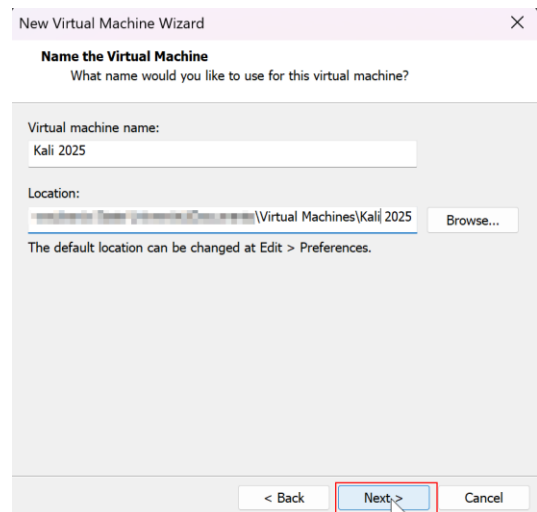 New Virtual Machine Wizard
Name the Virtual Machine
What name would you like to use for this virtual machine?
Virtual machine name:
Kali 2025
Location:
\Virtual Machines\Kali 2025
Browse...
The default location can be changed at Edit > Preferences.
< Back
Next >
Cancel